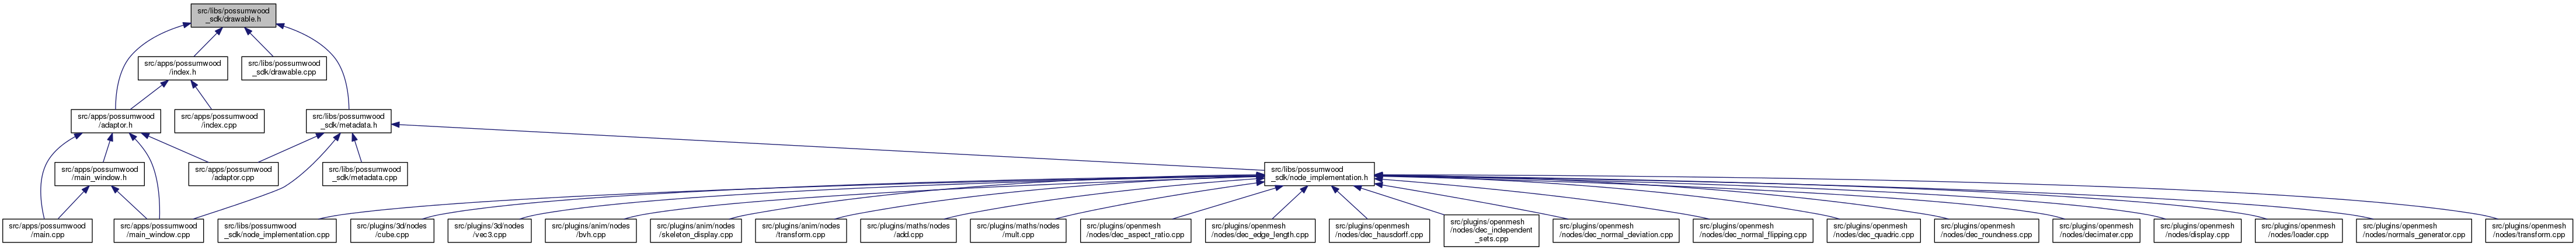 src/libs/possumwood
_sdk/drawable.h
src/apps/possumwood
/index.h
src/libs/possumwood
_sdk/drawable.cpp
src/apps/possumwood
/adaptor.h
src/apps/possumwood
/index.cpp
src/libs/possumwood
_sdk/metadata.h
src/apps/possumwood
/main_window.h
src/apps/possumwood
/adaptor.cpp
src/libs/possumwood
_sdk/metadata.cpp
src/libs/possumwood
_sdk/node_implementation.h
src/apps/possumwood
/main.cpp
src/apps/possumwood
/main_window.cpp
src/libs/possumwood
_sdk/node_implementation.cpp
src/plugins/3d/nodes
/cube.cpp
src/plugins/3d/nodes
/vec3.cpp
src/plugins/anim/nodes
/bvh.cpp
src/plugins/anim/nodes
/skeleton_display.cpp
src/plugins/anim/nodes
/transform.cpp
src/plugins/maths/nodes
/add.cpp
src/plugins/maths/nodes
/mult.cpp
src/plugins/openmesh
/nodes/dec_aspect_ratio.cpp
src/plugins/openmesh
/nodes/dec_edge_length.cpp
src/plugins/openmesh
/nodes/dec_hausdorff.cpp
src/plugins/openmesh
/nodes/dec_independent
_sets.cpp
src/plugins/openmesh
/nodes/dec_normal_deviation.cpp
src/plugins/openmesh
/nodes/dec_normal_flipping.cpp
src/plugins/openmesh
/nodes/dec_quadric.cpp
src/plugins/openmesh
/nodes/dec_roundness.cpp
src/plugins/openmesh
/nodes/decimater.cpp
src/plugins/openmesh
/nodes/display.cpp
src/plugins/openmesh
/nodes/loader.cpp
src/plugins/openmesh
/nodes/normals_generator.cpp
src/plugins/openmesh
/nodes/transform.cpp